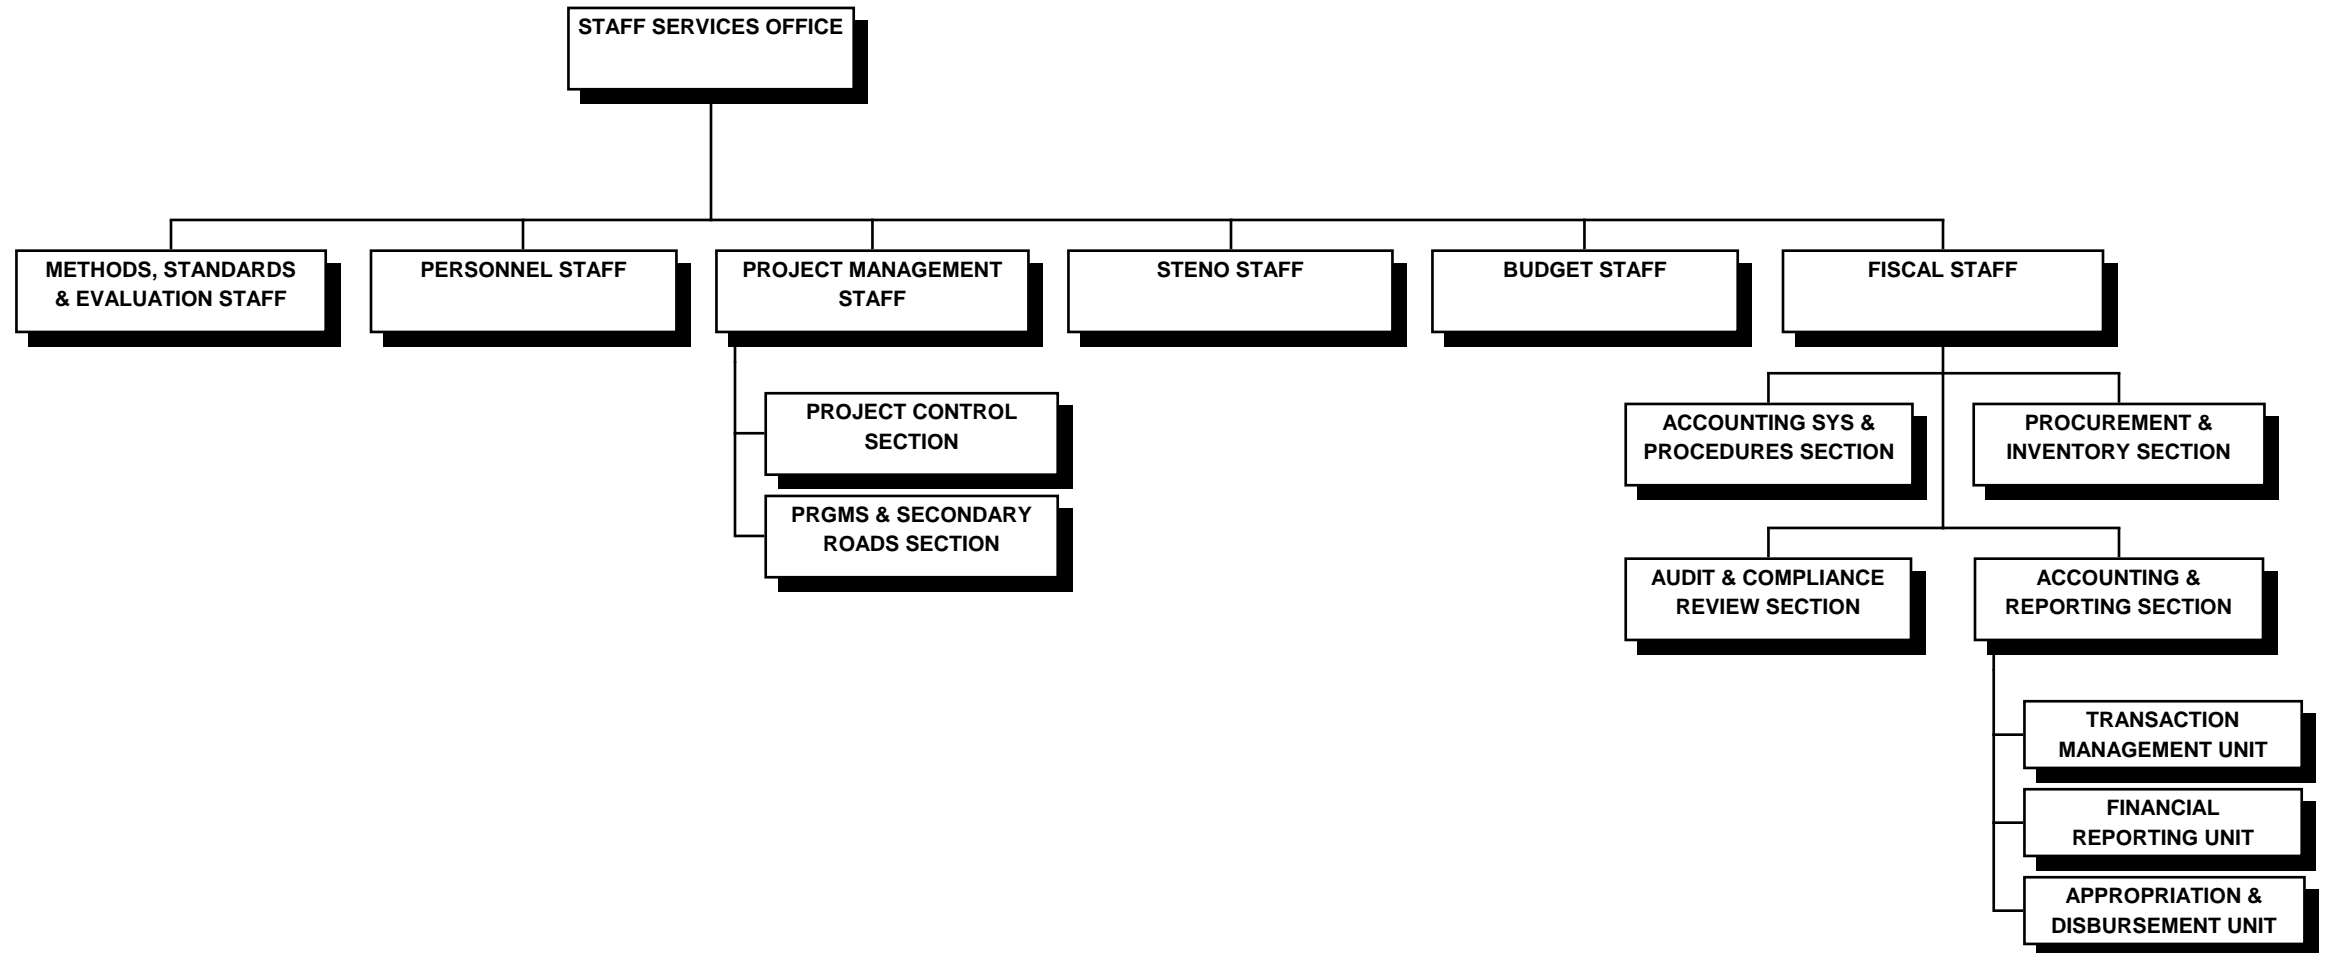 STAFF SERVICES OFFICE
METHODS, STANDARDS
& EVALUATION STAFF
PERSONNEL STAFF
PROJECT MANAGEMENT
STAFF
STENO STAFF
BUDGET STAFF
FISCAL STAFF
PROJECT CONTROL
SECTION
PRGMS & SECONDARY
ROADS SECTION
ACCOUNTING SYS &
PROCEDURES SECTION
PROCUREMENT &
INVENTORY SECTION
AUDIT & COMPLIANCE
REVIEW SECTION
ACCOUNTING &
REPORTING SECTION
TRANSACTION
MANAGEMENT UNIT
FINANCIAL
REPORTING UNIT
APPROPRIATION &
DISBURSEMENT UNIT